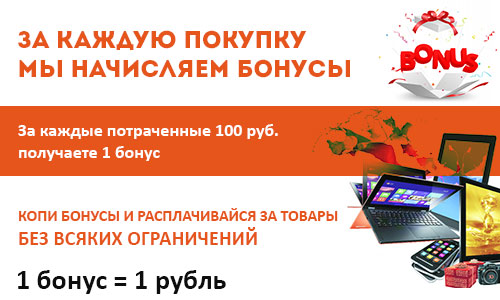 ЗА КАЖДУЮ ПОКУПКУ
МЫ НАЧИСЛЯЕМ БОНУСЫ
BONUS
За каждые потраченные 100 руб.
получаете 1 бонус
КОПИ БОНУСЫ И РАСПЛАЧИВАЙСЯ ЗА ТОВАРЫ
БЕЗ ВСЯКИХ ОГРАНИЧЕНИЙ
1 бонус = 1 рубль